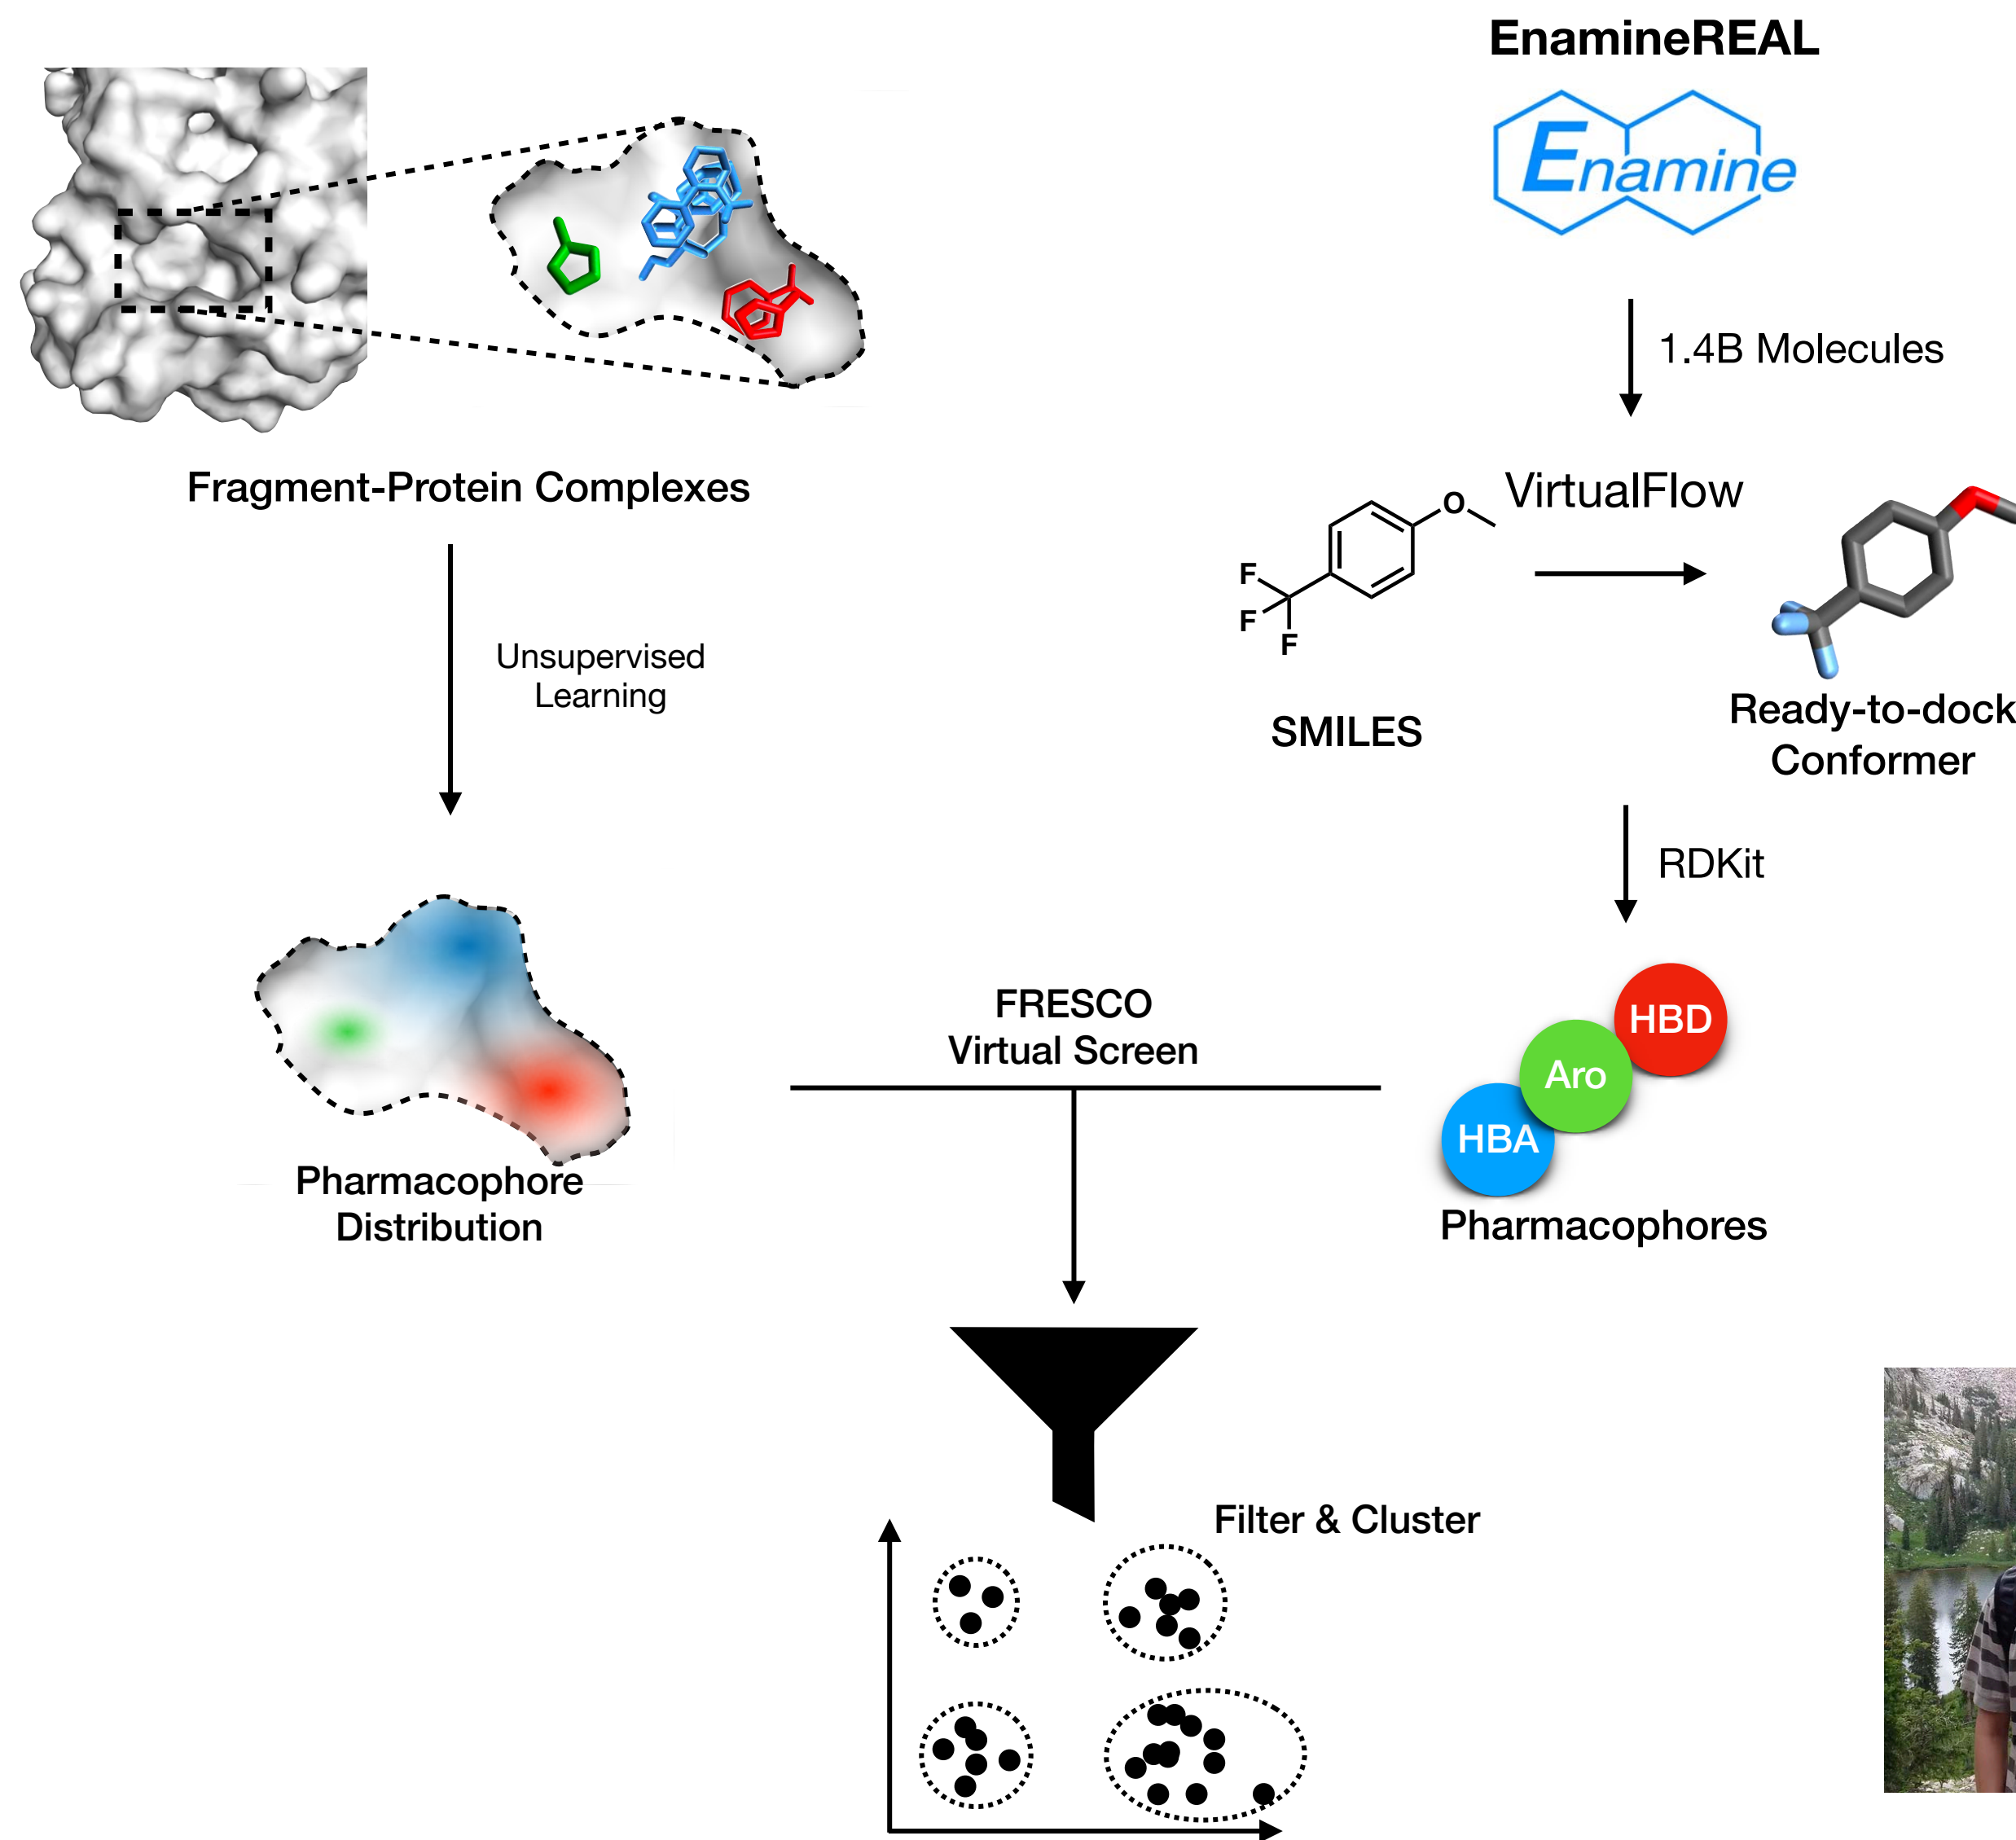 EnamineREAL
Enamine
1.4B Molecules
Fragment-Protein Complexes
VirtualFlow
O
F
F
F
SMILES
Ready-to-dock
Conformer
Unsupervised
Learning
RDKit
FRESCO
Virtual Screen
HBD
Aro
HBA
Pharmacophore
Distribution
Pharmacophores
Filter & Cluster